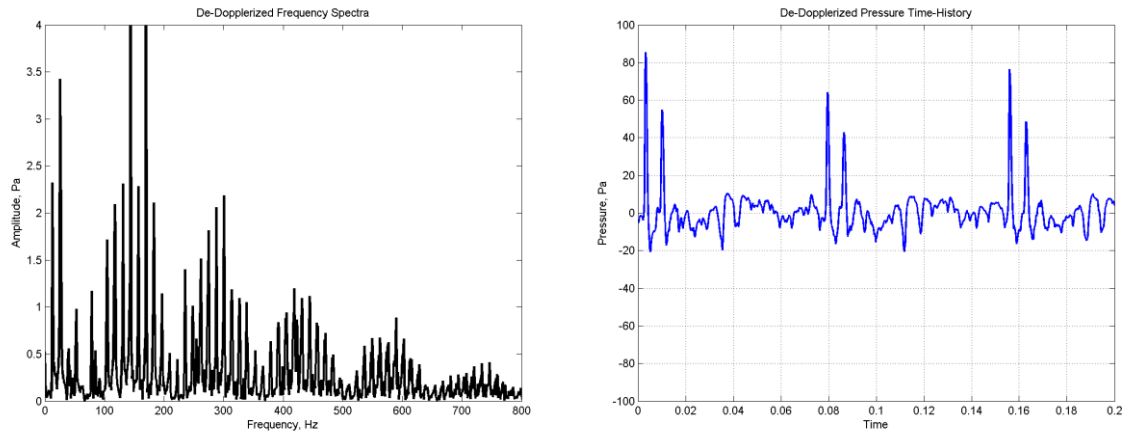 De-Dopplerized Frequency Spectra
4
3.5
3
2.5
2
1.5
1
0.5
0
Amplitude, Pa
0 100 200 300 400 500 600 700 800
Frequency, Hz
De-Dopplerized Pressure Time-History
100
80
60
40
20
0
-20
-40
-60
-80
-100
Pressure, Pa
0 0.02 0.04 0.06 0.08 0.1 0.12 0.14 0.16 0.18 0.2
Time